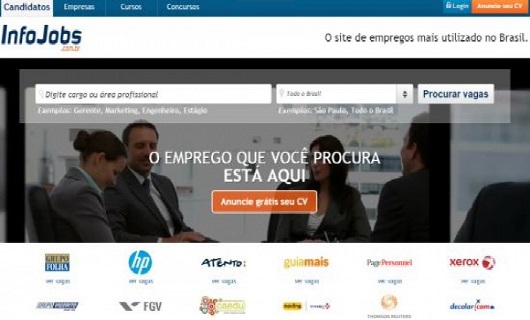 Candidatos Empresas Cursos Concursos Login Anuncie seu CV
InfoJobs
.com.br
O site de empregos mais utilizado no Brasil.
Digite cargo ou área profissional Todo o Brasil Procurar vagas
Exemplos: Gerente, Marketing, Engenheiro, Estágio Exemplos: São Paulo, Todo o Brasil
O EMPREGO QUE VOCÊ PROCURA
ESTÁ AQUI
Anuncie grátis seu CV
GRUPO FOLHA hp ATENTO: guiamais PagePersonnel xerox
ver vagas ver vagas ver vagas ver vagas ver vagas ver vagas
FGV THOMSON REUTERS decolar.com